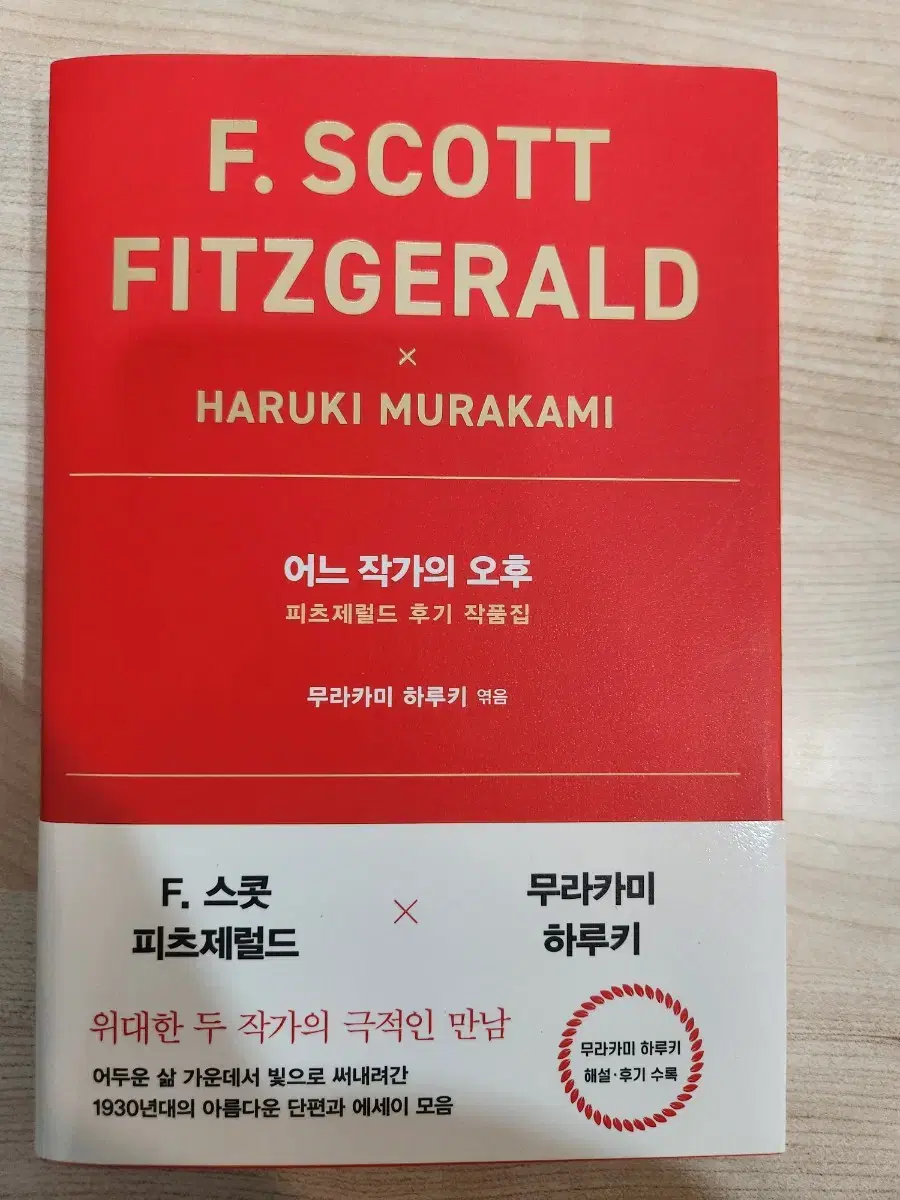 F. SCOTT
FITZGERALD
×
HARUKI MURAKAMI
어느 작가의 오후
피츠제럴드 후기 작품집
무라카미 하루키 엮음
F. 스콧
피츠제럴드
×
무라카미
하루키
위대한 두 작가의 극적인 만남
어두운 삶 가운데서 빛으로 써내려간
1930년대의 아름다운 단편과 에세이 모음
무라카미 하루키
해설·후기 수록